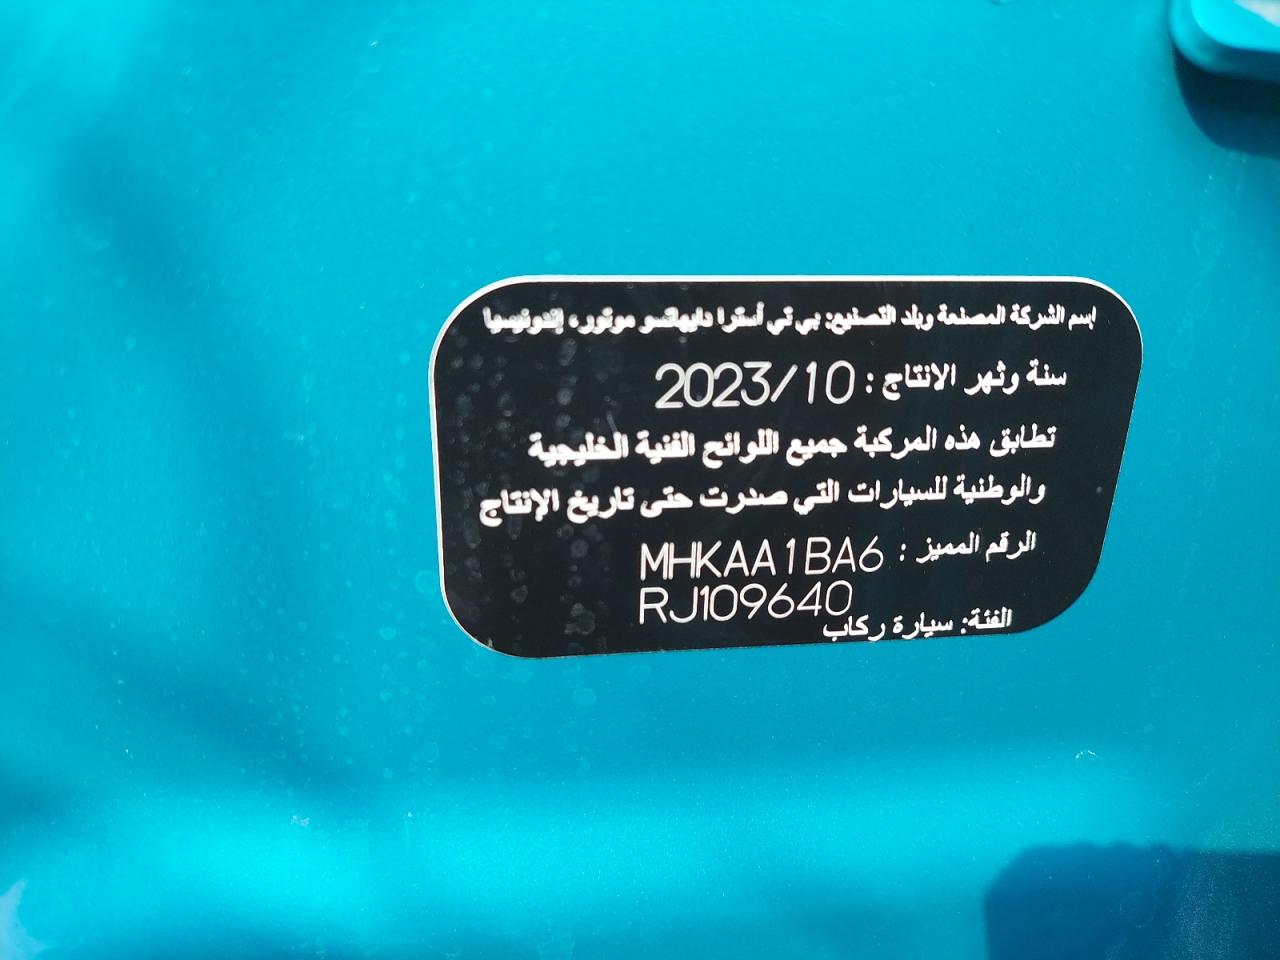 إسم الشركة المصنعة وبلد التصنيع: بي تي أسترا دايهاتسو موتور، إندونيسيا
سنة وشهر الانتاج : 2023/10
تطابق هذه المركبة جميع اللوائح الفنية الخليجية
والوطنية للسيارات التي صدرت حتى تاريخ الإنتاج
الرقم المميز : MHKAA1BA6
RJ109640
الفئة: سيارة ركاب